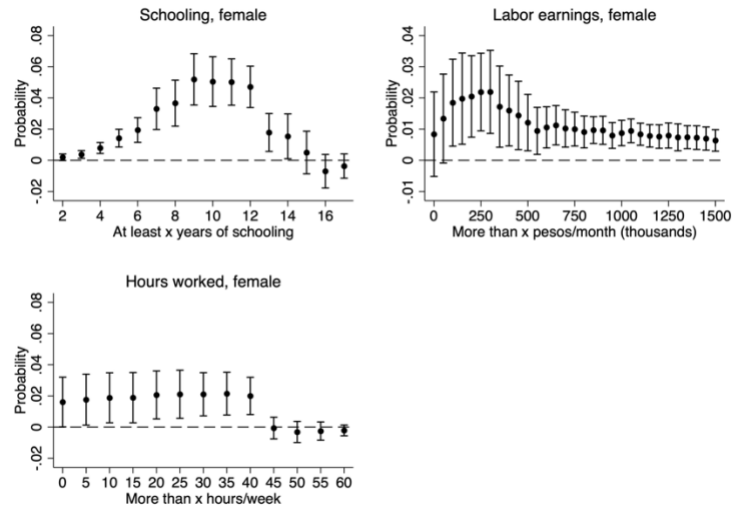 Schooling, female
Probability
.08
.06
.04
.02
0
-.02
2 4 6 8 10 12 14 16
At least x years of schooling
Labor earnings, female
Probability
.04
.03
.02
.01
0
-.01
0 250 500 750 1000 1250 1500
More than x pesos/month (thousands)
Hours worked, female
Probability
.08
.06
.04
.02
0
-.02
0 5 10 15 20 25 30 35 40 45 50 55 60
More than x hours/week